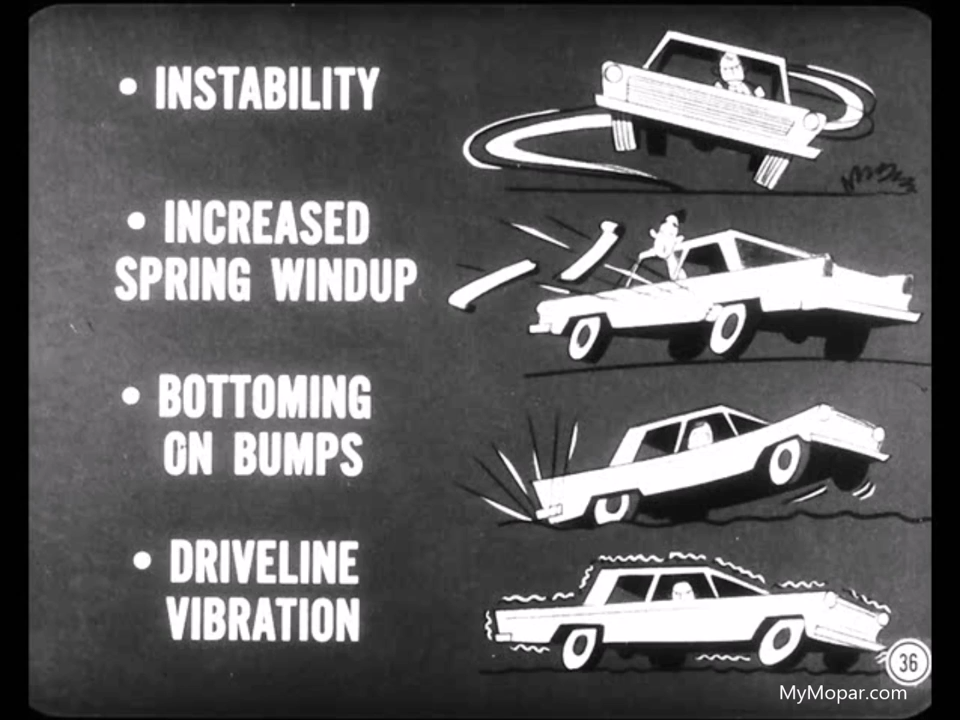 • INSTABILITY
• INCREASED
SPRING WINDUP
• BOTTOMING
ON BUMPS
• DRIVELINE
VIBRATION
36
MyMopar.com